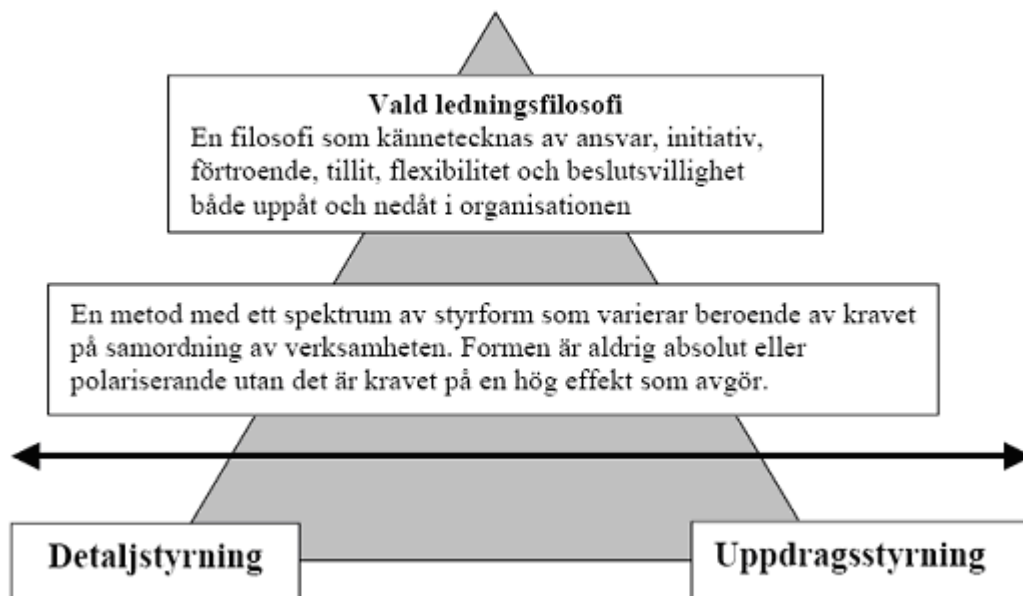 Vald ledningsfilosofi
En filosofi som kännetecknas av ansvar, initiativ,
förtroende, tillit, flexibilitet och beslutsvillighet
både uppåt och nedåt i organisationen
En metod med ett spektrum av styrform som varierar beroende av kravet
på samordning av verksamheten. Formen är aldrig absolut eller
polariserande utan det är kravet på en hög effekt som avgör.
Detaljstyrning
Uppdragsstyrning